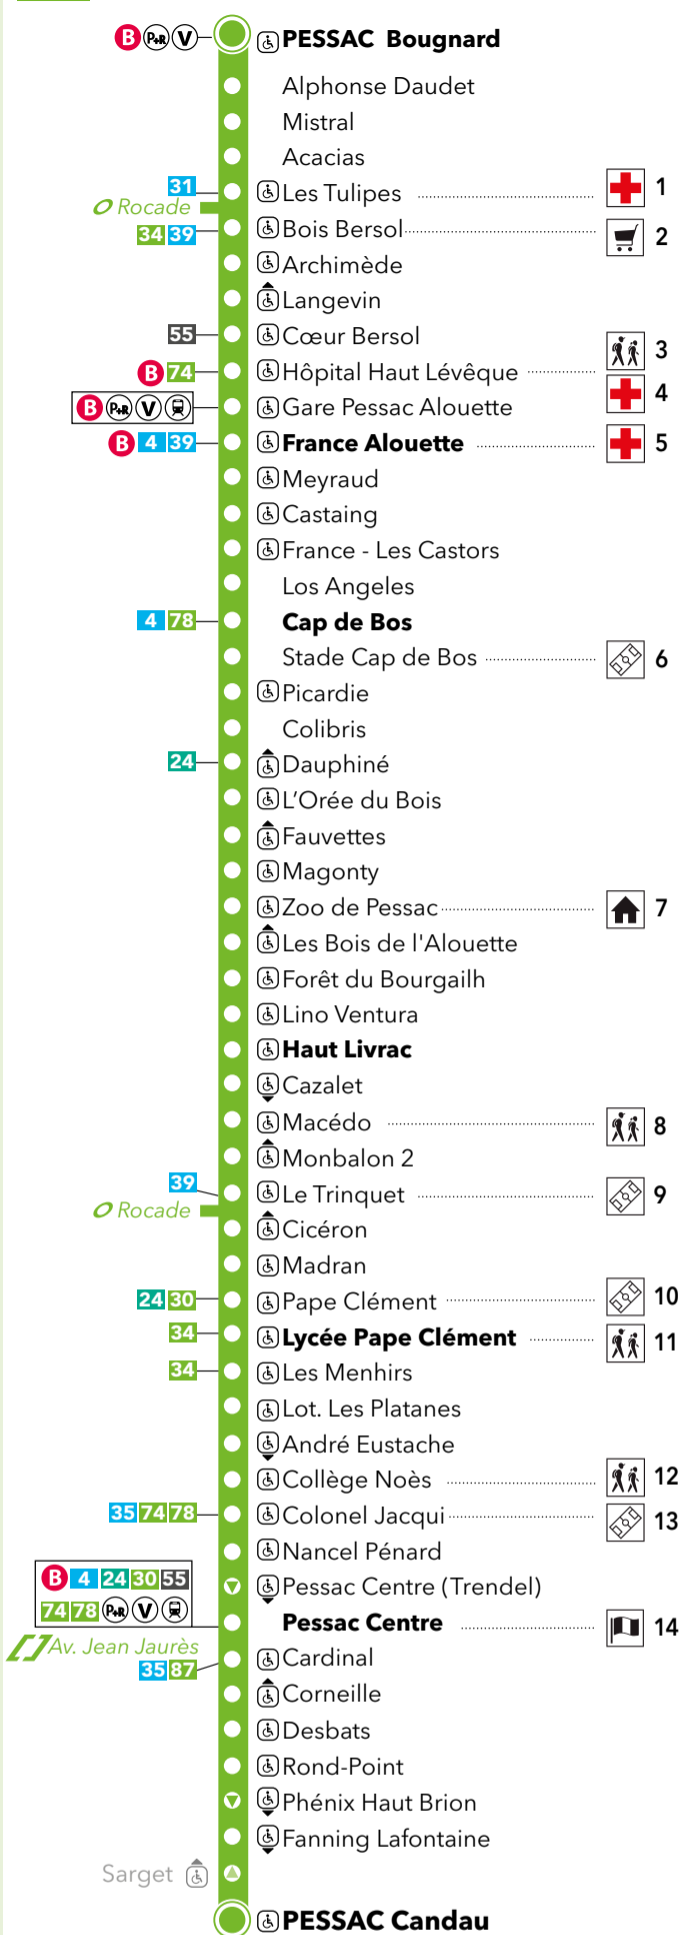 B P+R V PESSAC Bougnard
Alphonse Daudet
Mistral
Acacias
31 Les Tulipes 1
Rocade
34 39 Bois Bersol 2
Archimède
Langevin
55 Cœur Bersol
3
B 74 Hôpital Haut Lévêque
4
B P+R V Gare Pessac Alouette
B 4 39 France Alouette 5
Meyraud
Castaing
France - Les Castors
Los Angeles
4 78 Cap de Bos
Stade Cap de Bos 6
Picardie
Colibris
24 Dauphiné
L'Orée du Bois
Fauvettes
Magonty
Zoo de Pessac 7
Les Bois de l'Alouette
Forêt du Bourgailh
Lino Ventura
Haut Livrac
Cazalet
Macédo 8
Monbalon 2
39 Le Trinquet 9
Rocade
Cicéron
Madran
24 30 Pape Clément 10
34 Lycée Pape Clément 11
34 Les Menhirs
Lot. Les Platanes
André Eustache
Collège Noès 12
35 74 78 Colonel Jacqui 13
Nancel Pénard
B 4 24 30 55
Pessac Centre (Trendel)
74 78 P+R V
Pessac Centre 14
Av. Jean Jaurès
35 87 Cardinal
Corneille
Desbats
Rond-Point
Phénix Haut Brion
Fanning Lafontaine
Sarget
PESSAC Candau